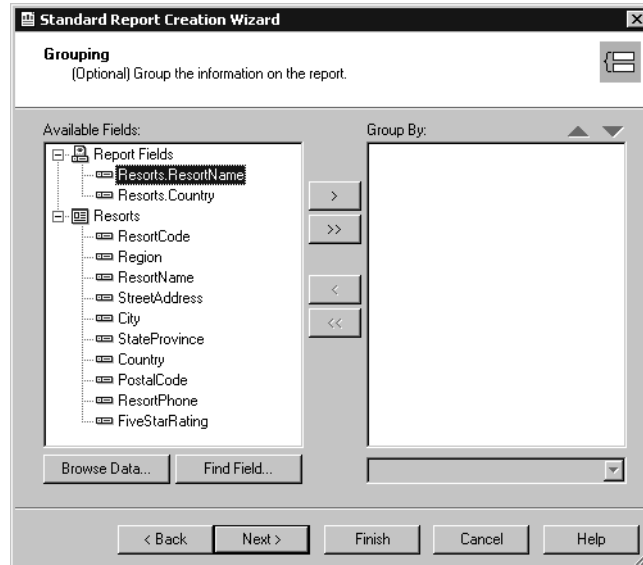 Standard Report Creation Wizard
Grouping
(Optional) Group the information on the report.
Available Fields:
Group By:
Report Fields
Resorts.ResortName
Resorts.Country
Resorts
ResortCode
Region
ResortName
StreetAddress
City
StateProvince
Country
PostalCode
ResortPhone
FiveStarRating
>
>>
<
<<
Browse Data...
Find Field...
< Back
Next >
Finish
Cancel
Help